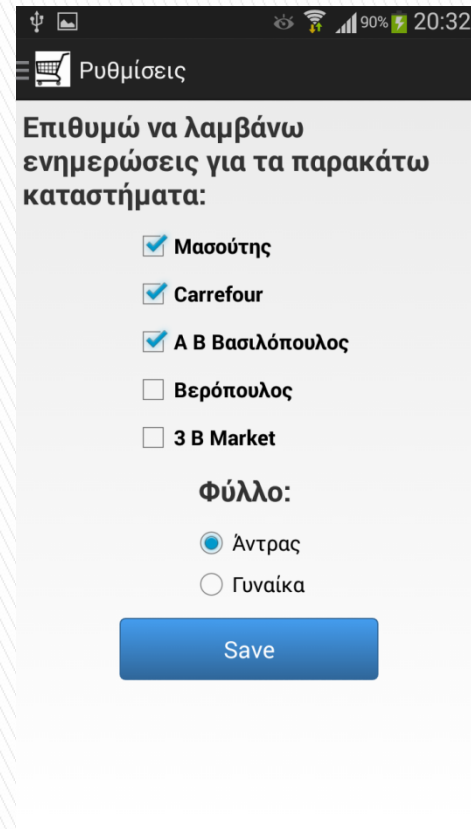 90% 20:32
Ρυθμίσεις
Επιθυμώ να λαμβάνω
ενημερώσεις για τα παρακάτω
καταστήματα:
Μασούτης
Carrefour
Α Β Βασιλόπουλος
Βερόπουλος
3 Β Market
Φύλλο:
Άντρας
Γυναίκα
Save